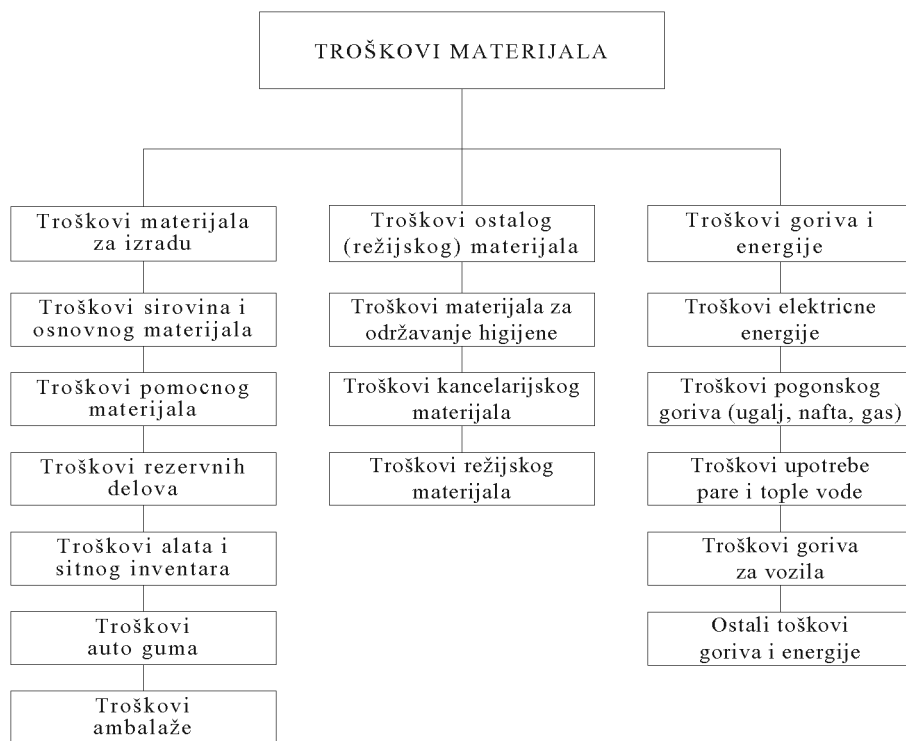 TROŠKOVI MATERIJALA
Troškovi materijala
za izradu
Troškovi sirovina i
osnovnog materijala
Troškovi pomocnog
materijala
Troškovi rezervnih
delova
Troškovi alata i
sitnog inventara
Troškovi
auto guma
Troškovi
ambalaže
Troškovi ostalog
(režijskog) materijala
Troškovi materijala za
održavanje higijene
Troškovi kancelarijskog
materijala
Troškovi režijskog
materijala
Troškovi goriva i
energije
Troškovi elektricne
energije
Troškovi pogonskog
goriva (ugalj, nafta, gas)
Troškovi upotrebe
pare i tople vode
Troškovi goriva
za vozila
Ostali toškovi
goriva i energije